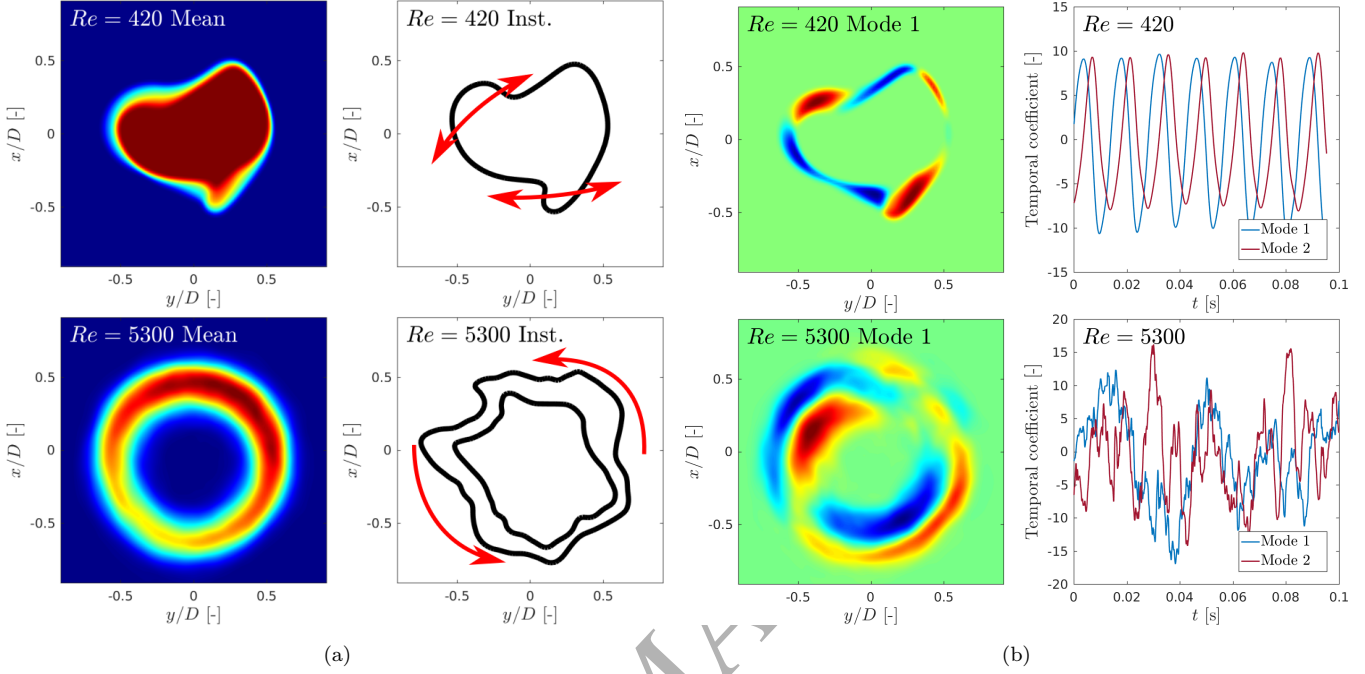 Re = 420 Mean
x/D [-]
0.5
0
-0.5
-0.5
0
0.5
y/D [-]
Re = 420 Inst.
x/D [-]
0.5
0
-0.5
-0.5
0
0.5
y/D [-]
Re = 420 Mode 1
x/D [-]
0.5
0
-0.5
-0.5
0
0.5
y/D [-]
Re = 420
Temporal coefficient [-]
15
10
5
0
-5
-10
-15
Mode 1
Mode 2
0
0.02
0.04
0.06
0.08
0.1
t [s]
Re = 5300 Mean
x/D [-]
0.5
0
-0.5
-0.5
0
0.5
y/D [-]
Re = 5300 Inst.
x/D [-]
0.5
0
-0.5
-0.5
0
0.5
y/D [-]
Re = 5300 Mode 1
x/D [-]
0.5
0
-0.5
-0.5
0
0.5
y/D [-]
Re = 5300
Temporal coefficient [-]
20
15
10
5
0
-5
-10
-15
-20
Mode 1
Mode 2
0
0.02
0.04
0.06
0.08
0.1
t [s]
(a)
(b)